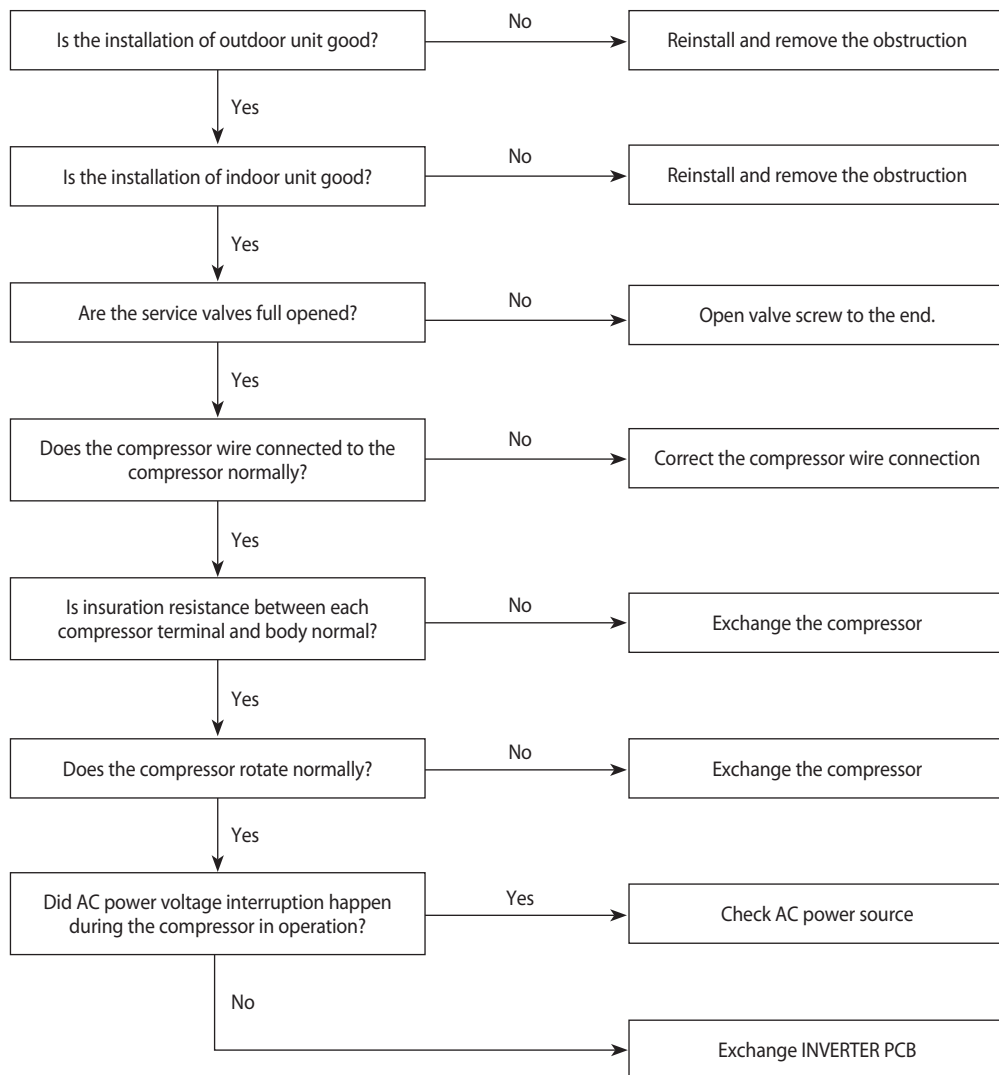 Is the installation of outdoor unit good?
No
Reinstall and remove the obstruction
Yes
Is the installation of indoor unit good?
No
Reinstall and remove the obstruction
Yes
Are the service valves full opened?
No
Open valve screw to the end.
Yes
Does the compressor wire connected to the
compressor normally?
No
Correct the compressor wire connection
Yes
Is insuration resistance between each
compressor terminal and body normal?
No
Exchange the compressor
Yes
Does the compressor rotate normally?
No
Exchange the compressor
Yes
Did AC power voltage interruption happen
during the compressor in operation?
Yes
Check AC power source
No
Exchange INVERTER PCB